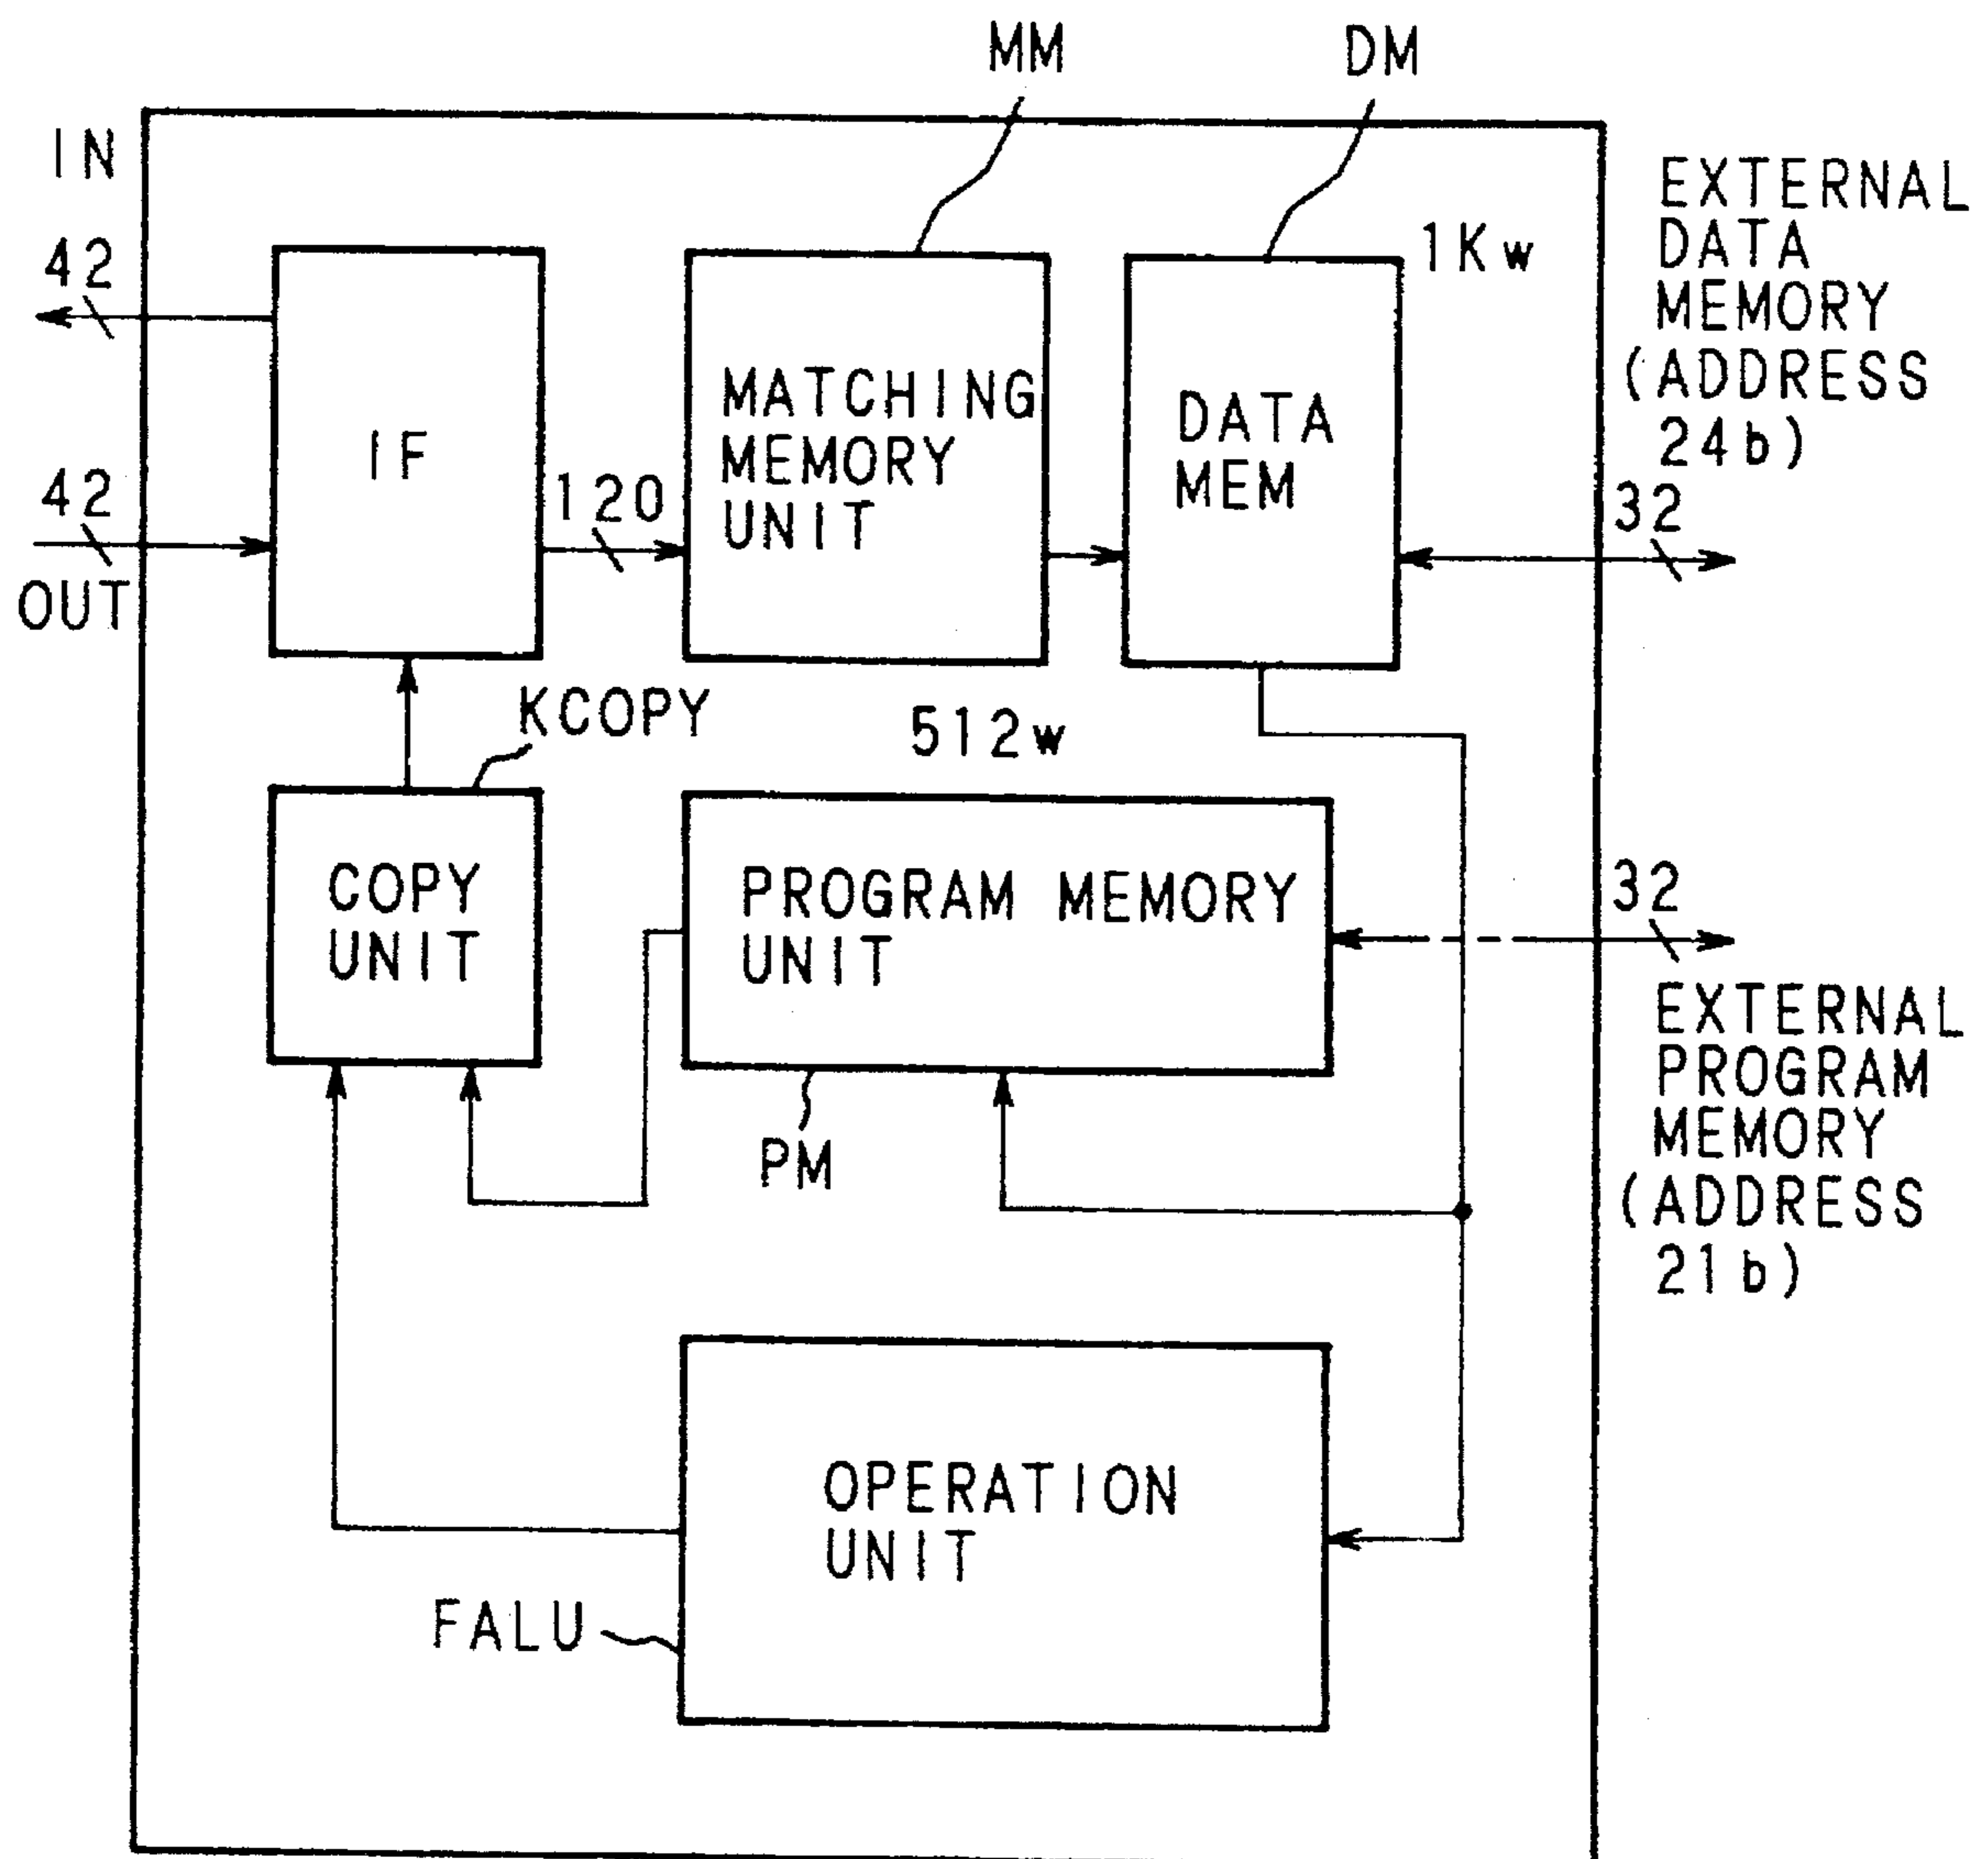 MM
DM
IN
42
42
OUT
IF
120
MATCHING
MEMORY
UNIT
DATA
MEM
1Kw
EXTERNAL
DATA
MEMORY
(ADDRESS
24b)
32
KCOPY
512w
COPY
UNIT
PROGRAM MEMORY
UNIT
PM
32
EXTERNAL
PROGRAM
MEMORY
(ADDRESS
21b)
OPERATION
UNIT
FALU